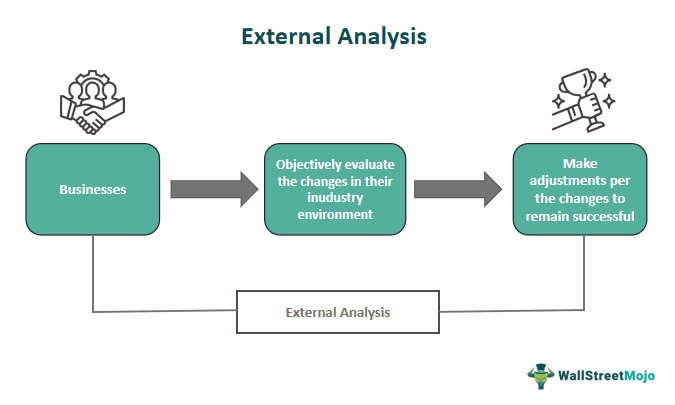 External Analysis
Businesses
Objectively evaluate
the changes in their
inudustry
environment
Make
adjustments per
the changes to
remain successful
External Analysis
WallStreetMojo